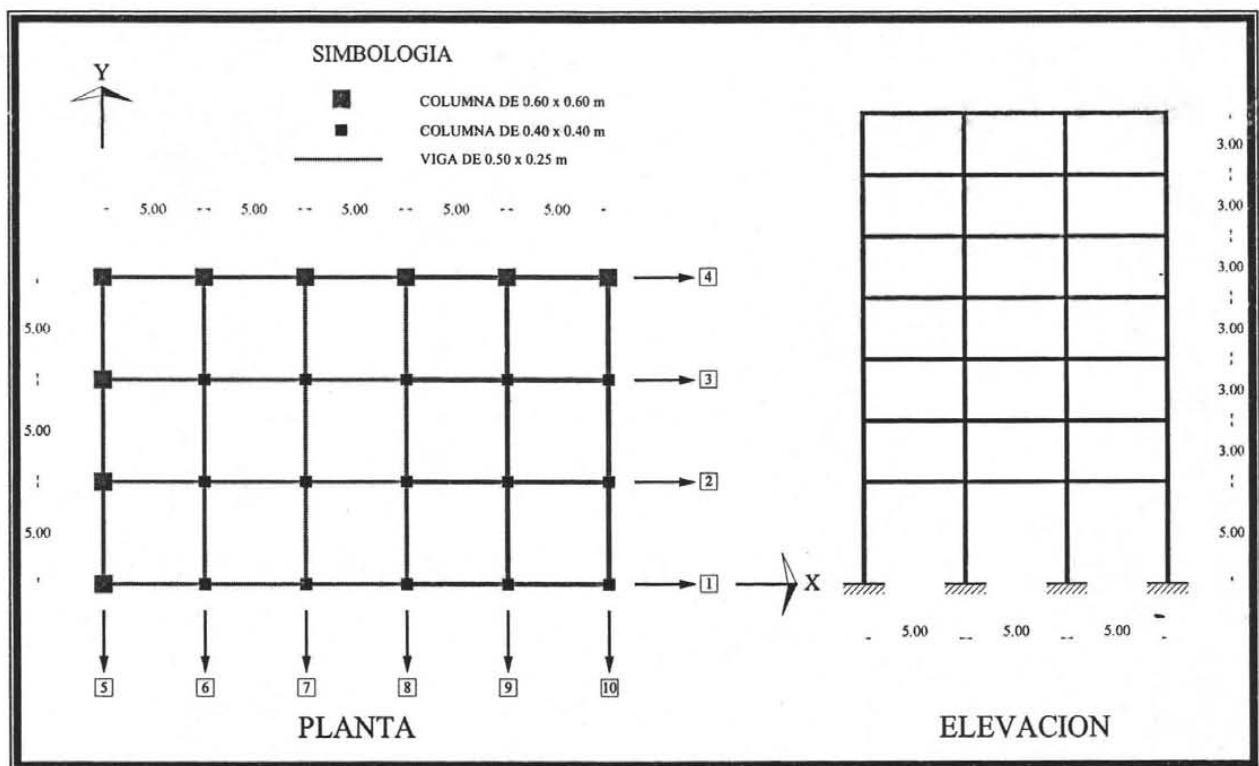 SIMBOLOGIA
Y
COLUMNA DE 0.60 x 0.60 m
COLUMNA DE 0.40 x 0.40 m
VIGA DE 0.50 x 0.25 m
5.00 5.00 5.00 5.00 5.00
4
5.00
3
5.00
2
5.00
1
X
5 6 7 8 9 10
PLANTA
3.00
3.00
3.00
3.00
3.00
3.00
5.00
5.00 5.00 5.00
ELEVACION